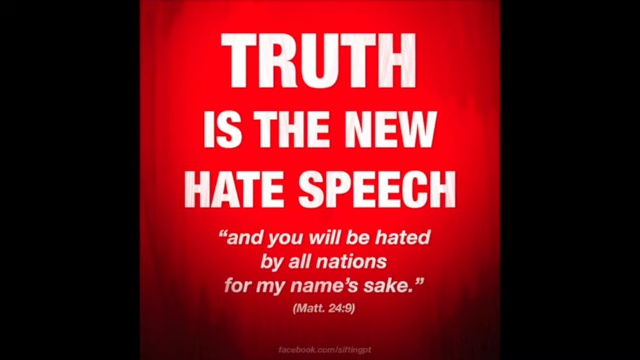 TRUTH
IS THE NEW
HATE SPEECH
“and you will be hated
by all nations
for my name’s sake.”
(Matt. 24:9)
facebook.com/siftingpt